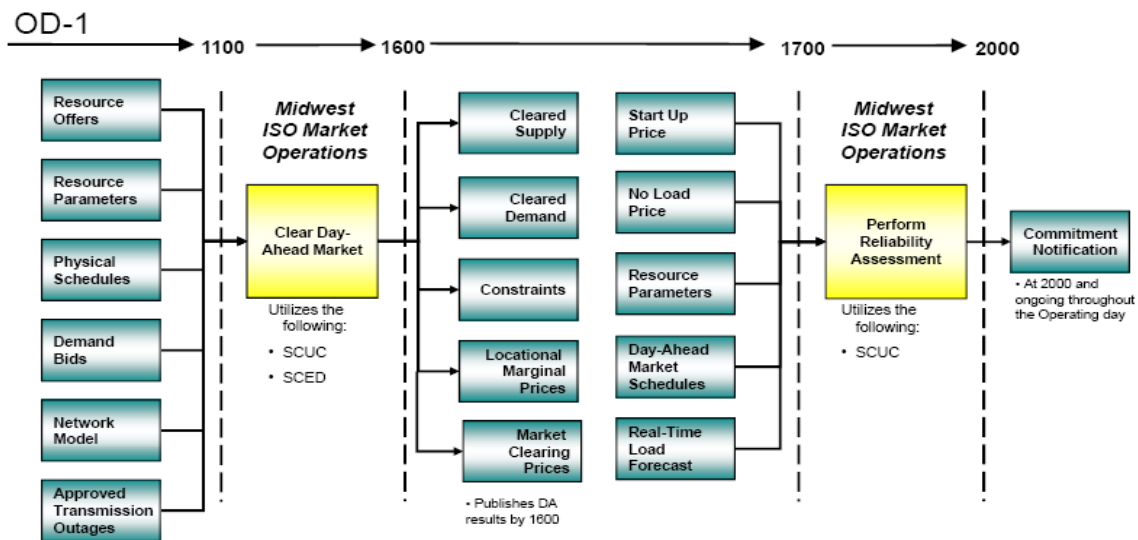 OD-1
1100
1600
1700
2000
Resource
Offers
Resource
Parameters
Physical
Schedules
Demand
Bids
Network
Model
Approved
Transmission
Outages
Midwest
ISO Market
Operations
Clear Day-
Ahead Market
Utilizes the
following:
• SCUC
• SCED
Cleared
Supply
Cleared
Demand
Constraints
Locational
Marginal
Prices
Market
Clearing
Prices
• Publishes DA
results by 1600
Start Up
Price
No Load
Price
Resource
Parameters
Day-Ahead
Market
Schedules
Real-Time
Load
Forecast
Midwest
ISO Market
Operations
Perform
Reliability
Assessment
Utilizes the
following:
• SCUC
Commitment
Notification
• At 2000 and
ongoing throughout
the Operating day